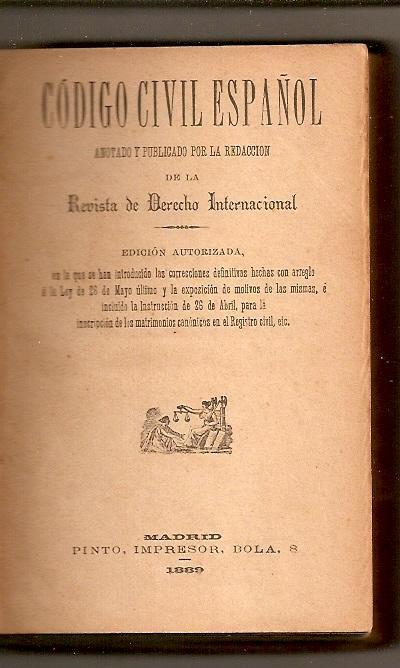 CÓDIGO CIVIL ESPAÑOL
ANOTADO Y PUBLICADO POR LA REDACCION
DE LA
Revista de Derecho Internacional
EDICIÓN AUTORIZADA,
en la que se han introducido las correcciones definitivas hechas con arreglo
á la Ley de 26 de Mayo último y la exposición de motivos de las mismas, é
incluido la Instrucción de 26 de Abril, para la
inscripción de los matrimonios canónicos en el Registro civil, etc.
MADRID
PINTO, IMPRESOR, BOLA, 8
1889